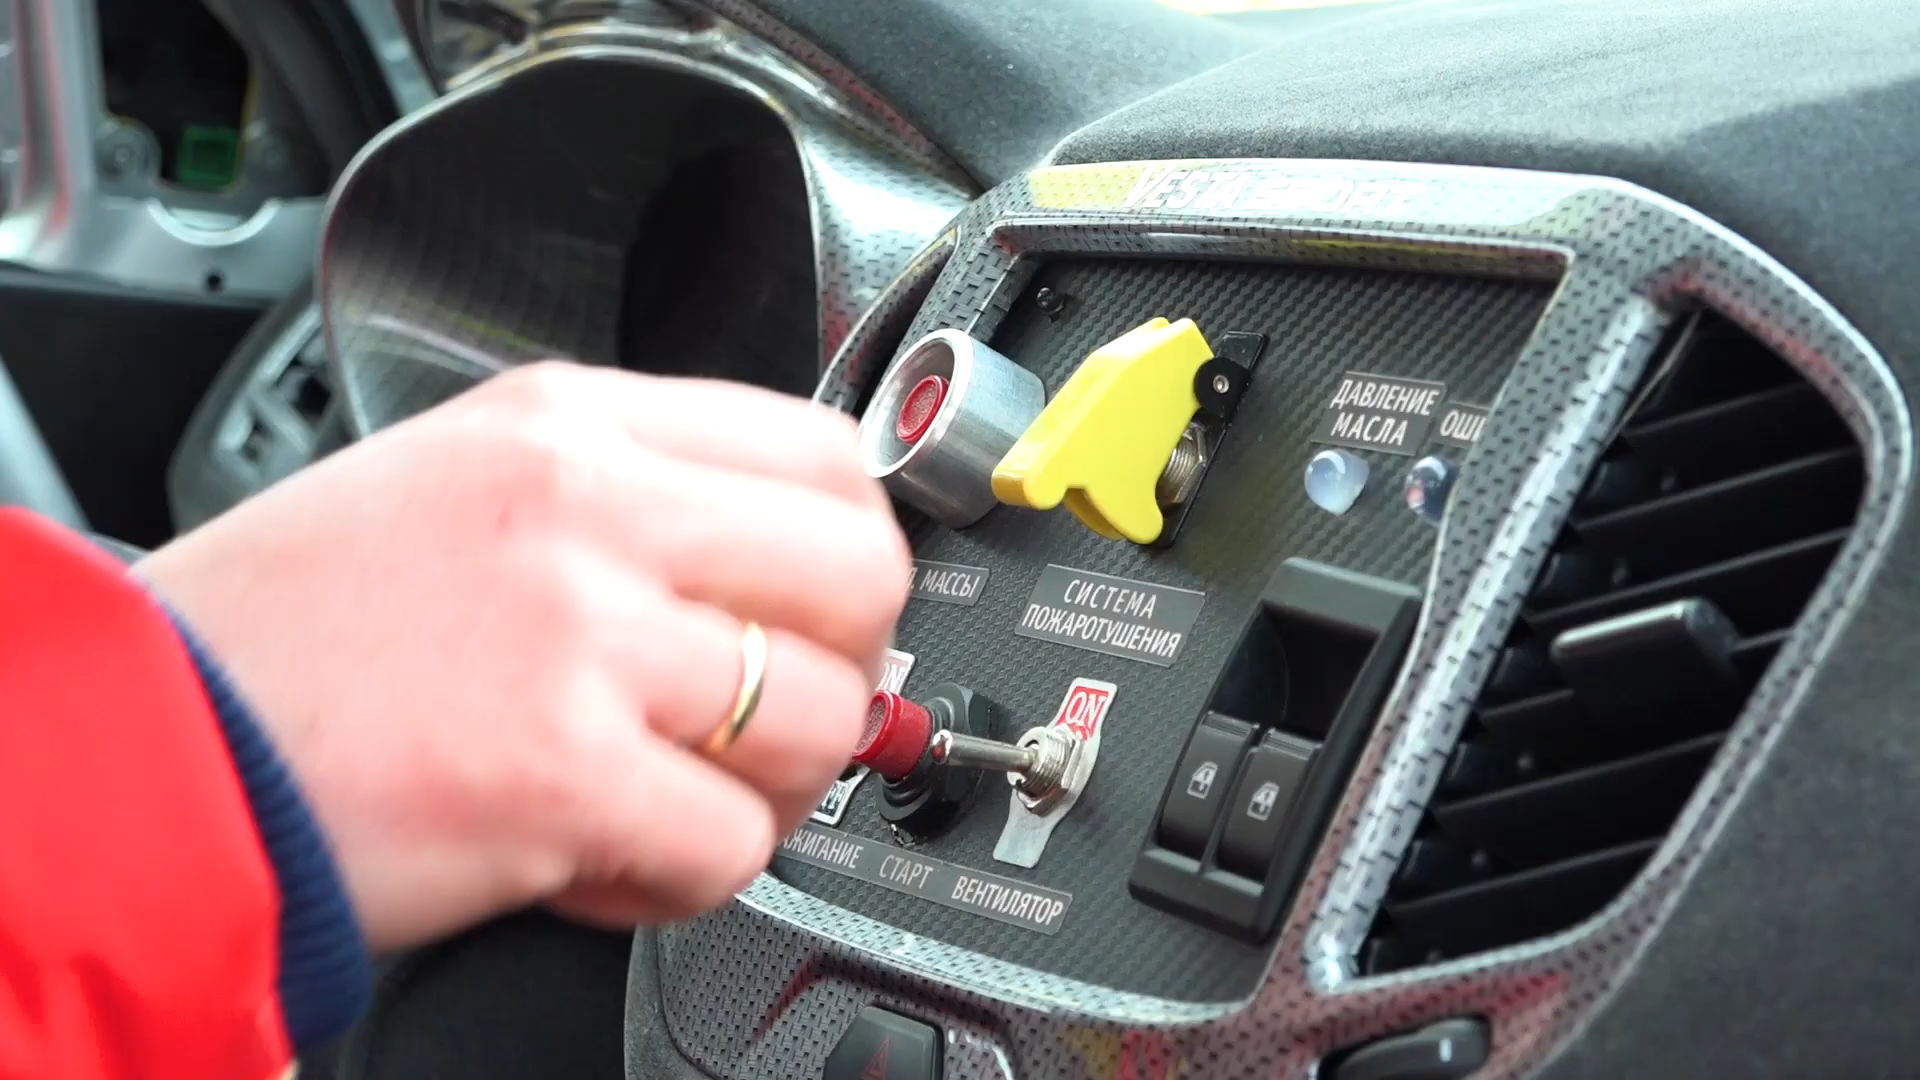 VESTA SPORT
ДАВЛЕНИЕ
МАСЛА
МАССЫ
СИСТЕМА
ПОЖАРОТУШЕНИЯ
ON
СТАРТ
ВЕНТИЛЯТОР